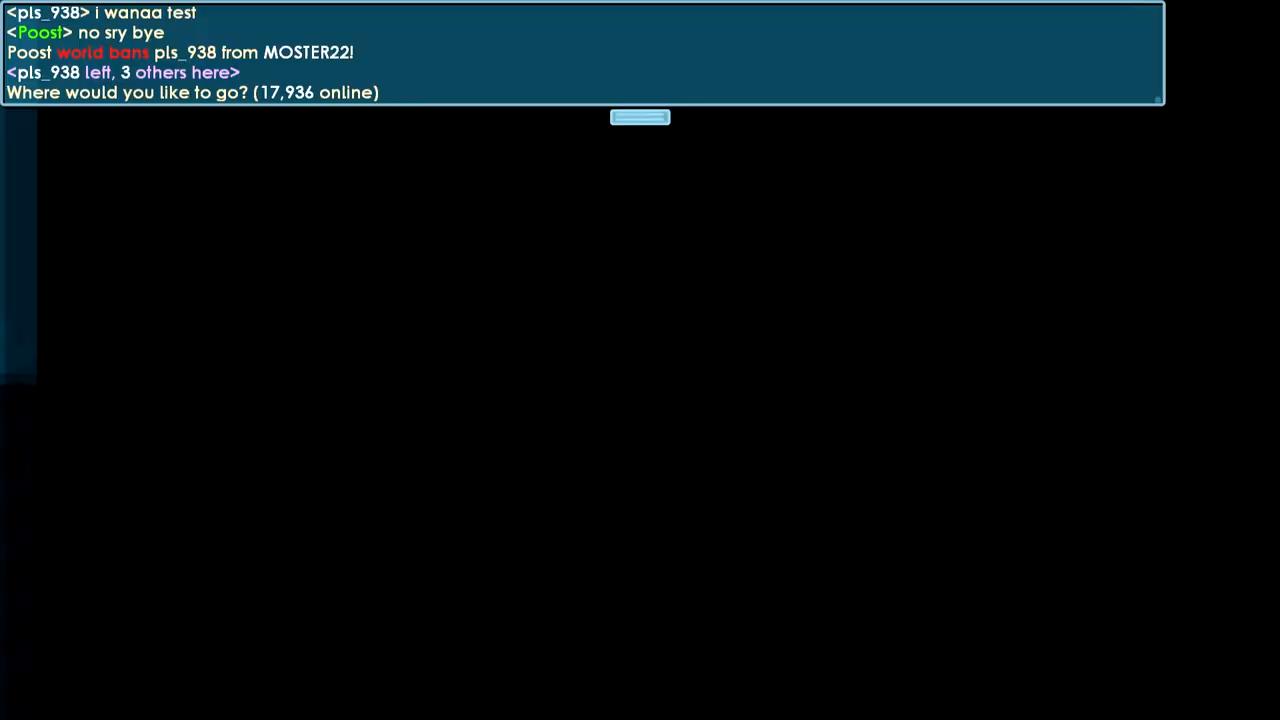 <pls_938> i wanaa test
<Poost> no sry bye
Poost world bans pls_938 from MOSTER22!
<pls_938 left, 3 others here>
Where would you like to go? (17,936 online)